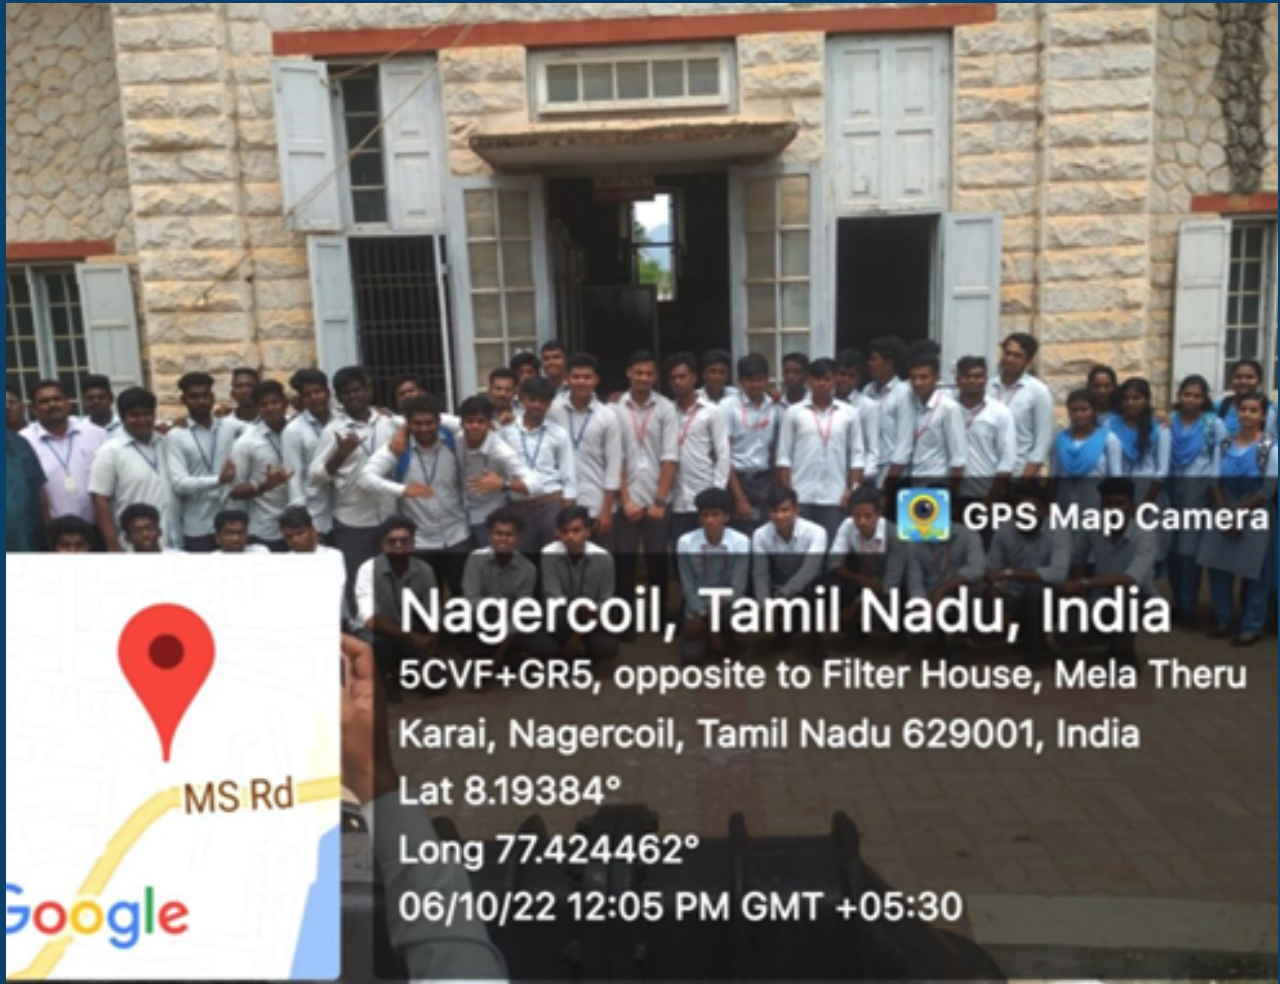 GPS Map Camera
Nagercoil, Tamil Nadu, India
5CVF+GR5, opposite to Filter House, Mela Theru
Karai, Nagercoil, Tamil Nadu 629001, India
Lat 8.19384°
Long 77.424462°
06/10/22 12:05 PM GMT +05:30
MS Rd
Google